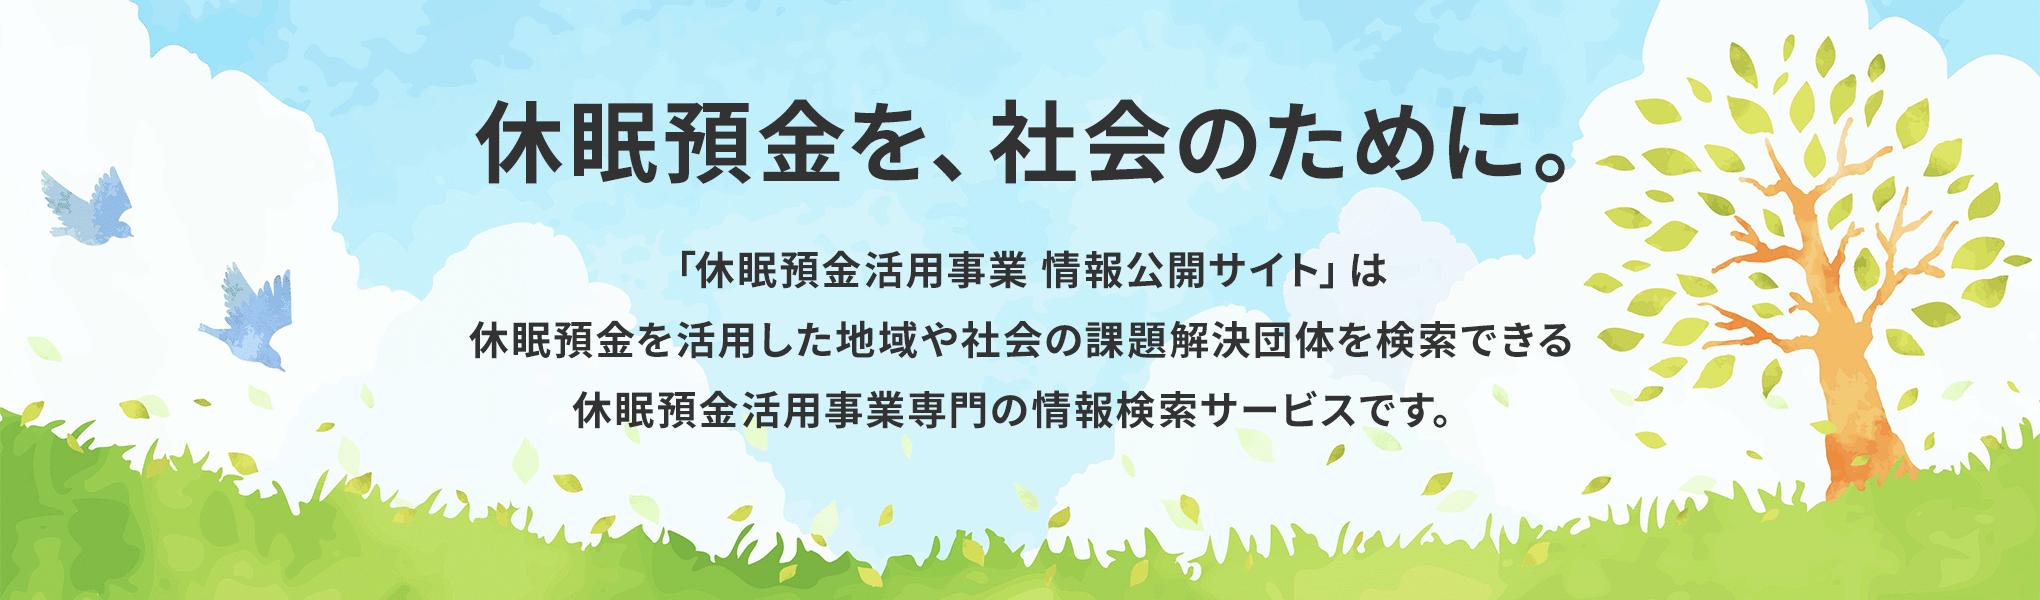 休眠預金を、社会のために。
「休眠預金活用事業 情報公開サイト」は
休眠預金を活用した地域や社会の課題解決団体を検索できる
休眠預金活用事業専門の情報検索サービスです。